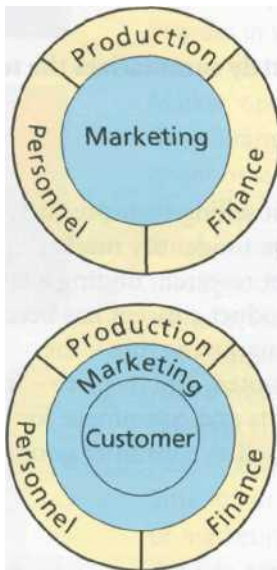 Production
Marketing
Personnel
Finance
Production
Marketing
Customer
Personnel
Finance